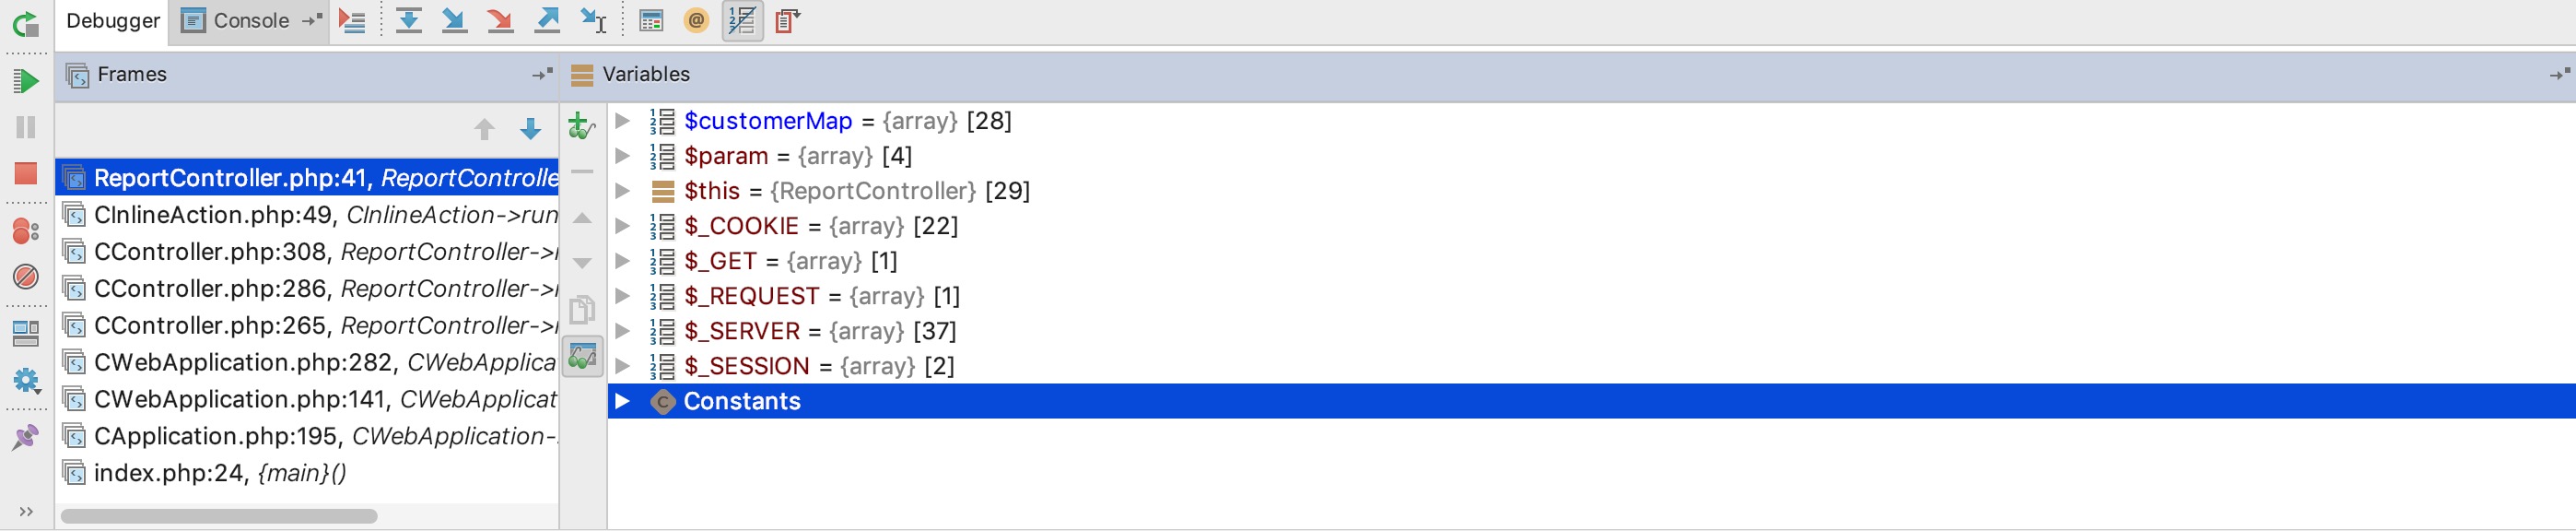 Debugger Console
Frames
Variables
ReportController.php:41, ReportControlle
CInlineAction.php:49, CInlineAction->run
CController.php:308, ReportController->
CController.php:286, ReportController->
CController.php:265, ReportController->
CWebApplication.php:282, CWebApplica
CWebApplication.php:141, CWebApplicat
CApplication.php:195, CWebApplication-
index.php:24, {main}()
$customerMap = {array} [28]
$param = {array} [4]
$this = {ReportController} [29]
$_COOKIE = {array} [22]
$_GET = {array} [1]
$_REQUEST = {array} [1]
$_SERVER = {array} [37]
$_SESSION = {array} [2]
Constants